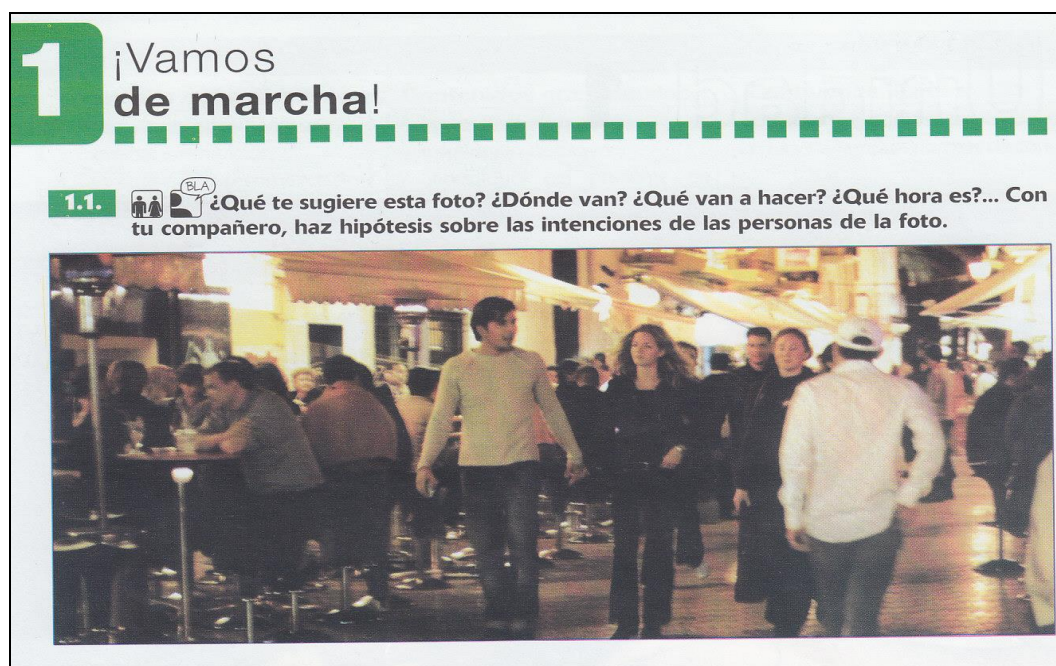 1
¡Vamos
de marcha!
BLA
1.1. ¿Qué te sugiere esta foto? ¿Dónde van? ¿Qué van a hacer? ¿Qué hora es?... Con
tu compañero, haz hipótesis sobre las intenciones de las personas de la foto.